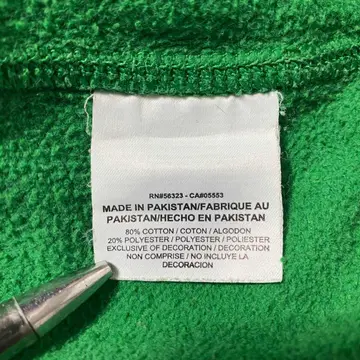 RN#56323 - CA#05553
MADE IN PAKISTAN/FABRIQUE AU
PAKISTAN/HECHO EN PAKISTAN
80% COTTON / COTON / ALGODON
20% POLYESTER / POLYESTER / POLIESTER
EXCLUSIVE OF DECORATION / DECORATION
NON COMPRISE / NO INCLUYE LA
DECORACION